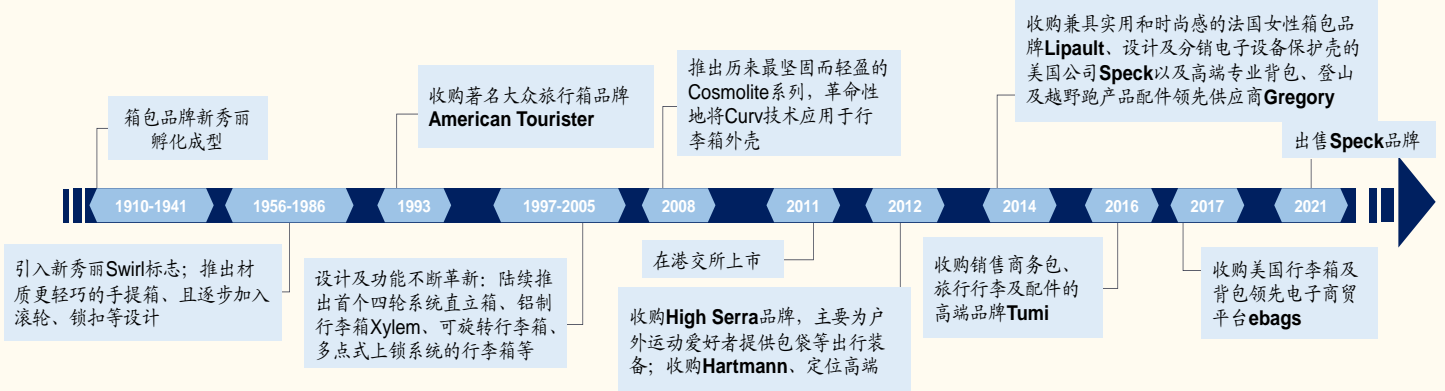 收购兼具实用和时尚感的法国女性箱包品
牌Lipault、设计及分销电子设备保护壳的
美国公司Speck以及高端专业背包、登山
及越野跑产品配件领先供应商Gregory
推出历来最坚固而轻盈的
Cosmolite系列，革命性
地将Curv技术应用于行
李箱外壳
收购著名大众旅行箱品牌
American Tourister
箱包品牌新秀丽
孵化成型
出售Speck品牌
1910-1941
1956-1986
1993
1997-2005
2008
2011
2012
2014
2016
2017
2021
引入新秀丽Swirl标志；推出材
质更轻巧的手提箱、且逐步加入
滚轮、锁扣等设计
设计及功能不断革新：陆续推
出首个四轮系统直立箱、铝制
行李箱Xylem、可旋转行李箱、
多点式上锁系统的行李箱等
在港交所上市
收购High Serra品牌，主要为户
外运动爱好者提供包袋等出行装
备；收购Hartmann、定位高端
收购销售商务包、
旅行行李及配件的
高端品牌Tumi
收购美国行李箱及
背包领先电子商贸
平台ebags